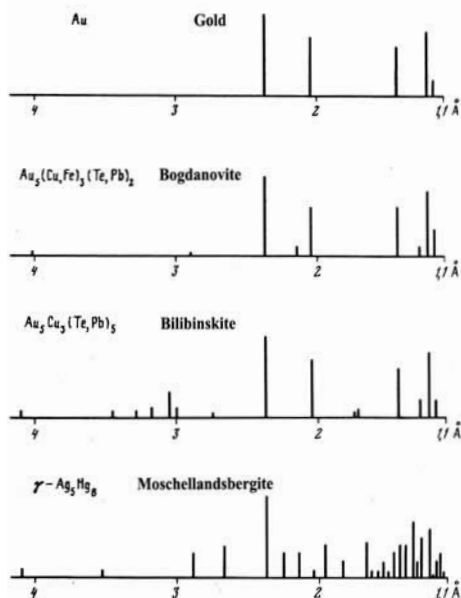 Au Gold
4 3 2 1,1 Å
Au₅(Cu,Fe)₃(Te,Pb)₂ Bogdanovite
4 3 2 1,1 Å
Au₅Cu₃(Te,Pb)₅ Bilibinskite
4 3 2 1,1 Å
γ-Ag₅Hg₈ Moschellandsbergite
4 3 2 1,1 Å